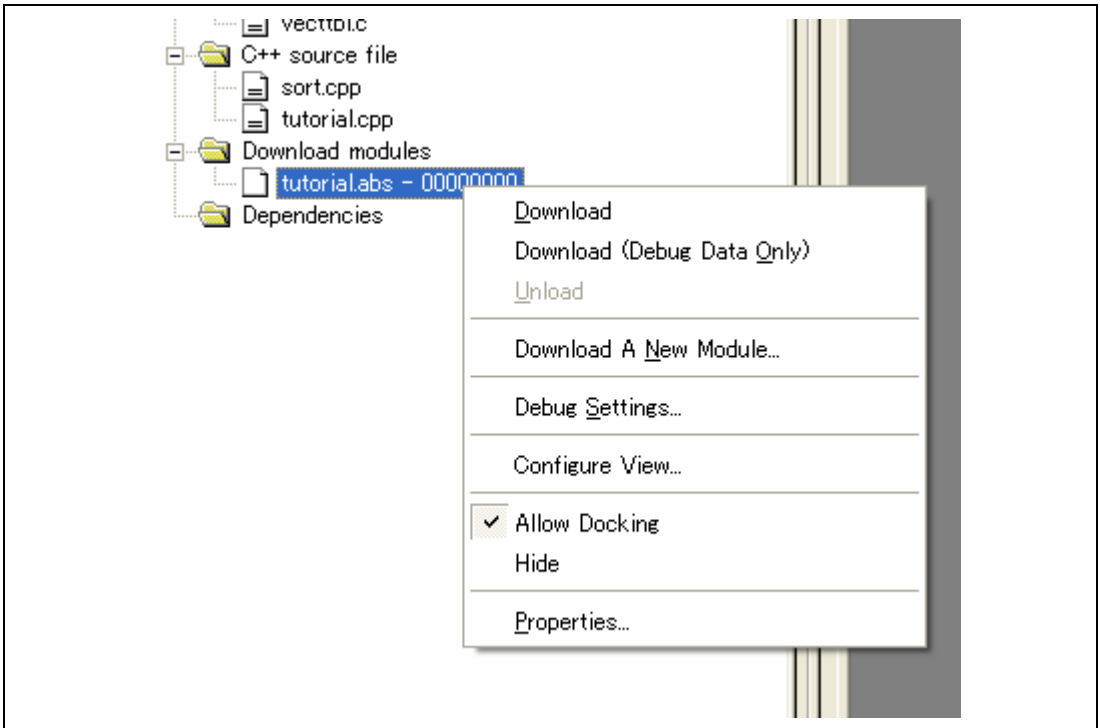 vecttbl.c
C++ source file
sort.cpp
tutorial.cpp
Download modules
tutorial.abs - 00000000
Dependencies
Download
Download (Debug Data Only)
Unload
Download A New Module...
Debug Settings...
Configure View...
Allow Docking
Hide
Properties...